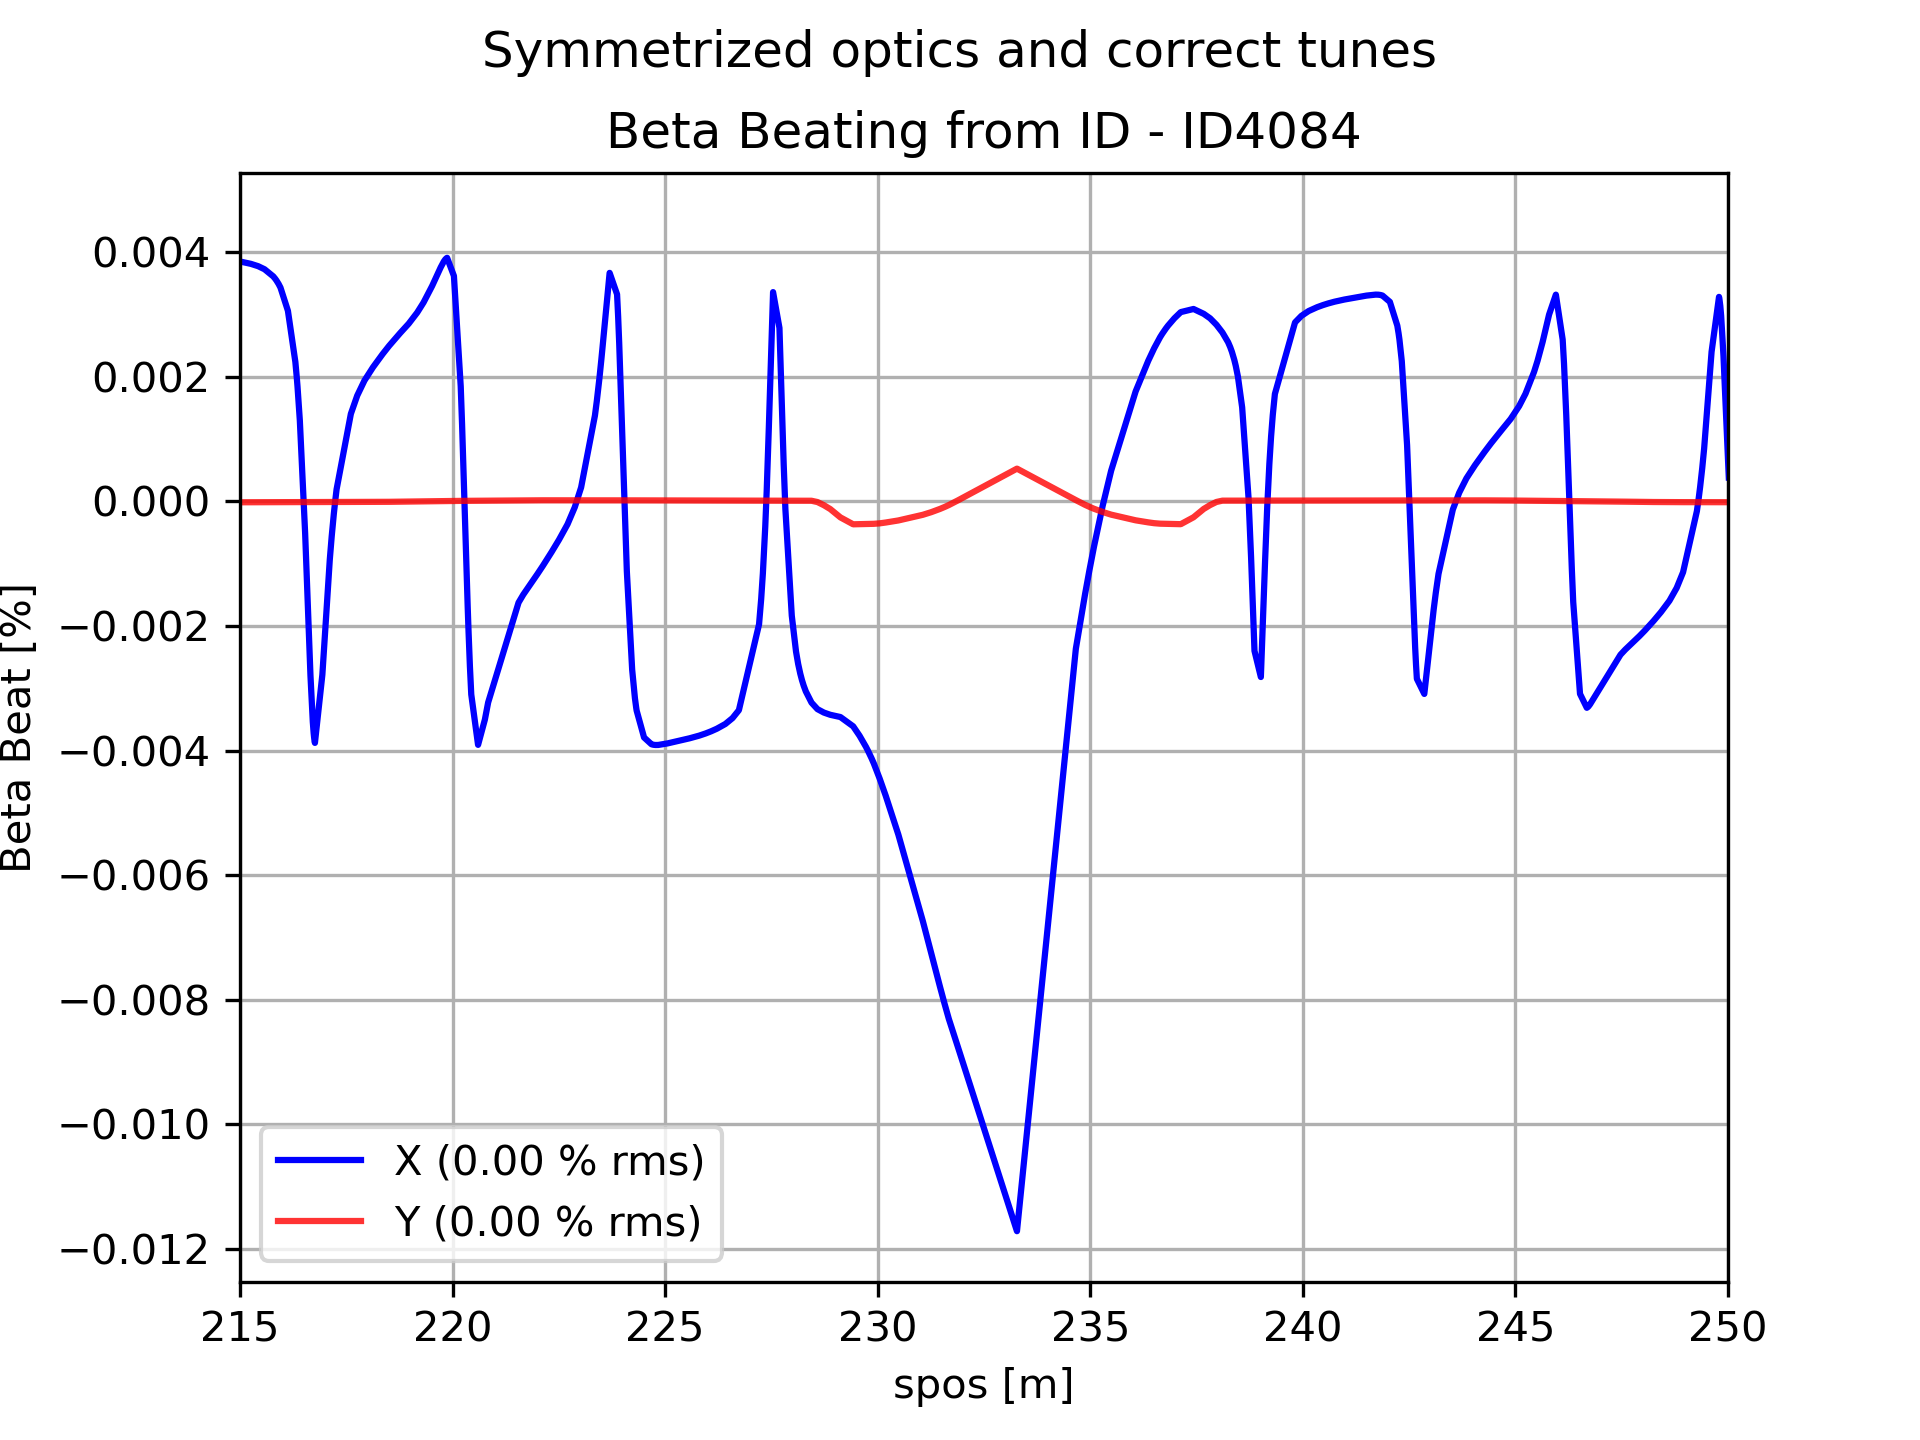 Symmetrized optics and correct tunes
Beta Beating from ID - ID4084
0.004
0.002
0.000
−0.002
−0.004
−0.006
−0.008
−0.010
−0.012
Beta Beat [%]
X (0.00 % rms)
Y (0.00 % rms)
215 220 225 230 235 240 245 250
spos [m]